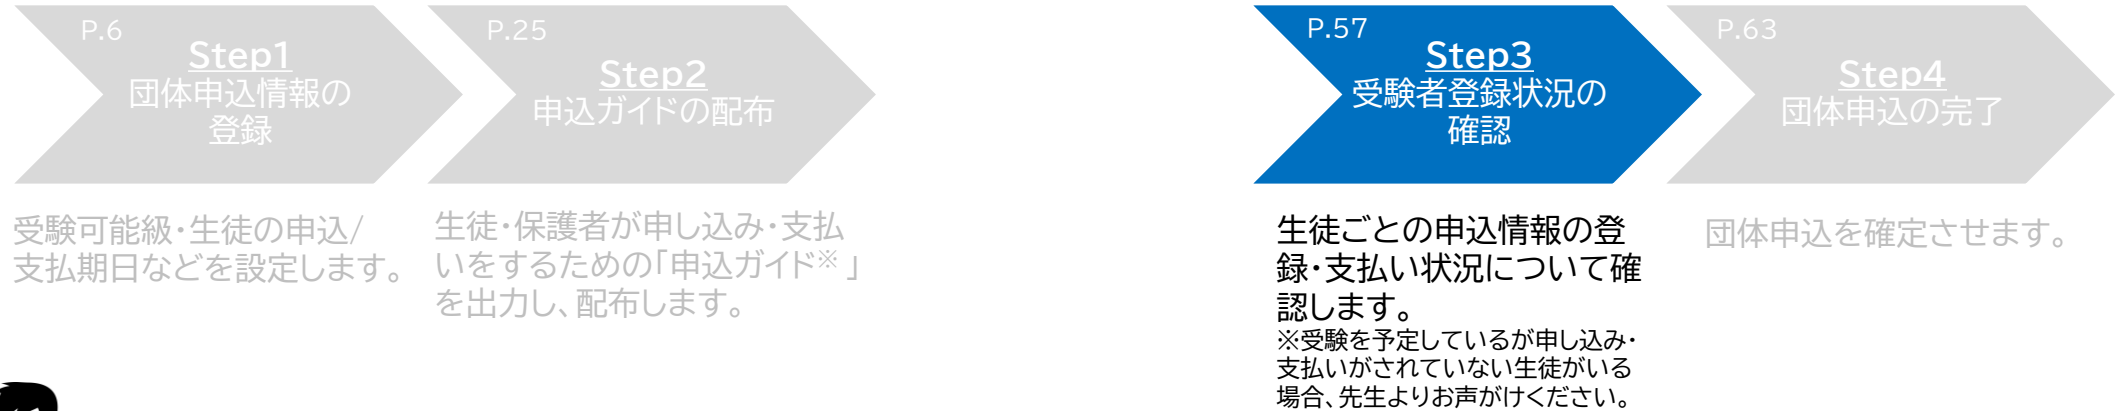 P.6
Step1
団体申込情報の
登録
受験可能級・生徒の申込/
支払期日などを設定します。
P.25
Step2
申込ガイドの配布
生徒・保護者が申し込み・支払
いをするための「申込ガイド※」
を出力し、配布します。
P.57
Step3
受験者登録状況の
確認
生徒ごとの申込情報の登
録・支払い状況について確
認します。
※受験を予定しているが申し込み・
支払いがされていない生徒がいる
場合、先生よりお声がけください。
P.63
Step4
団体申込の完了
団体申込を確定させます。